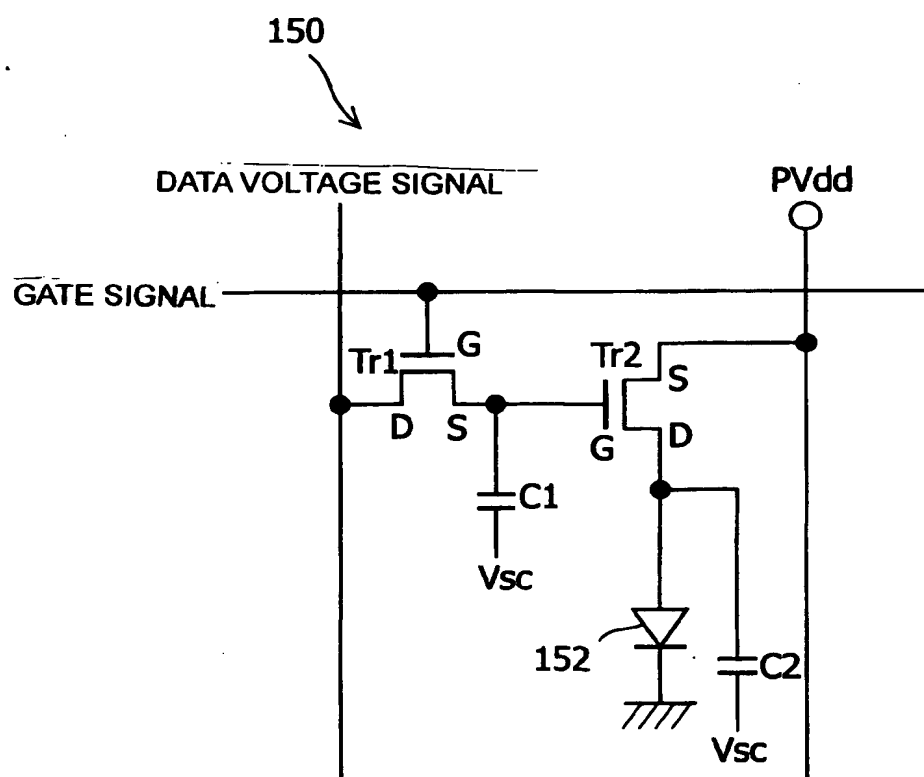 150
DATA VOLTAGE SIGNAL
PVdd
GATE SIGNAL
Tr1
G
Tr2
S
D
S
G
D
C1
Vsc
152
C2
Vsc